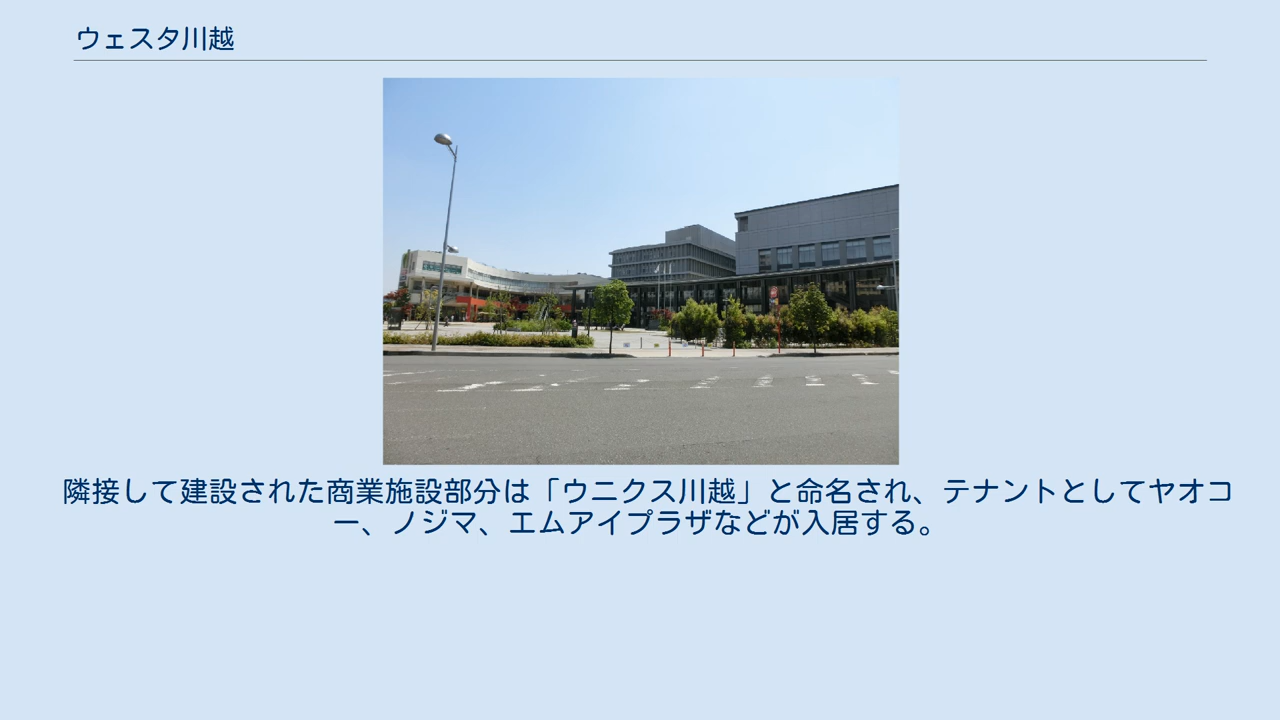 ウェスタ川越
隣接して建設された商業施設部分は「ウニクス川越」と命名され、テナントとしてヤオコ
ー、ノジマ、エムアイプラザなどが入居する。